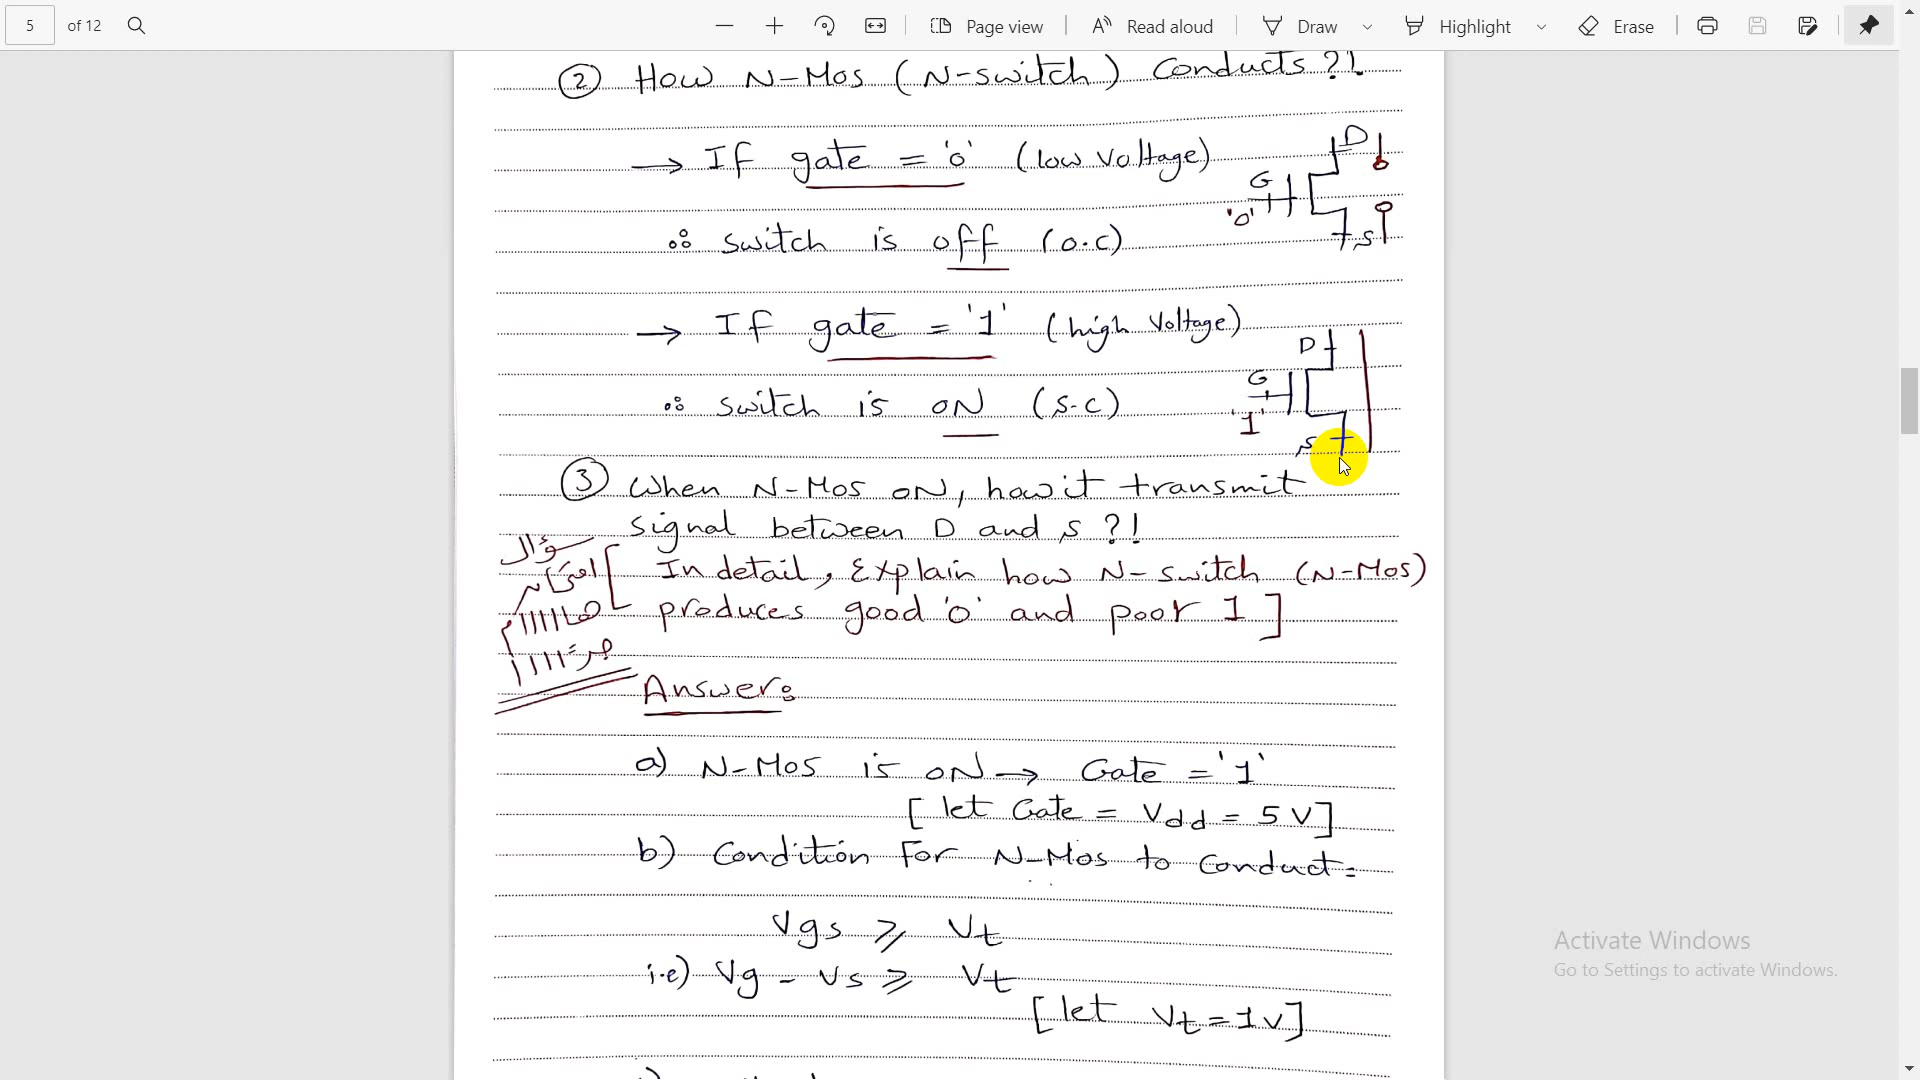 5 of 12 Page view Read aloud Draw Highlight Erase
② How N-Mos (N-switch) Conducts ?!
→ If gate = '0' (low voltage)
D
G
'0'
S
∴ switch is off (o.c)
→ If gate = '1' (high voltage)
D
G
'1'
S
∴ switch is ON (s.c)
③ When N-Mos ON, how it transmit
signal between D and S ?!
سؤال
امتحان
هااااام
جداااا
[ In detail, Explain how N-switch (N-Mos)
produces good '0' and poor 1 ]
Answer:
a) N-Mos is ON → Gate = '1'
[let Gate = Vdd = 5 V]
b) Condition For N-Mos to Conduct:
Vgs ⩾ Vt
i.e) Vg - Vs ⩾ Vt
[let Vt = 1v]
Activate Windows
Go to Settings to activate Windows.